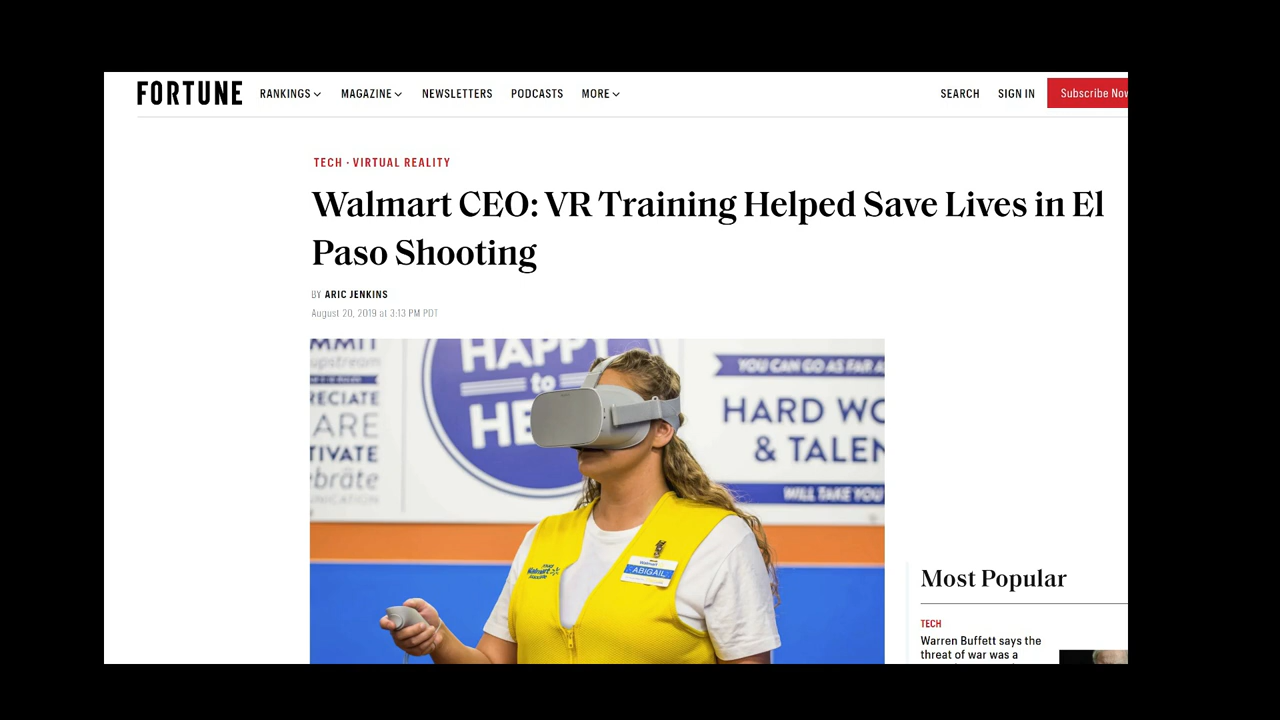 FORTUNE
RANKINGS
MAGAZINE
NEWSLETTERS
PODCASTS
MORE
SEARCH
SIGN IN
Subscribe Now
TECH · VIRTUAL REALITY
Walmart CEO: VR Training Helped Save Lives in El
Paso Shooting
BY ARIC JENKINS
August 20, 2019 at 3:13 PM PDT
upstream
HAPPY
to
YOU CAN GO AS FAR A
HARD
& TALEN
WILL TAKE YOU
Walmart
ABIGAIL
Most Popular
TECH
Warren Buffett says the
threat of war was a